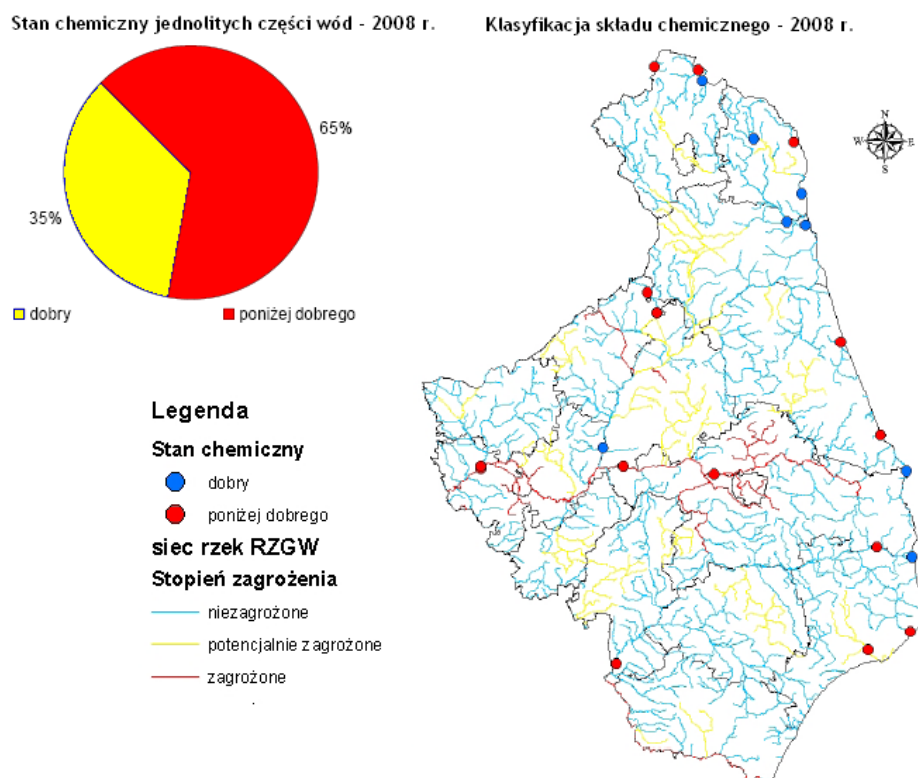 Stan chemiczny jednolitych części wód - 2008 r.
65%
35%
dobry
poniżej dobrego
Klasyfikacja składu chemicznego - 2008 r.
N
W
E
S
Legenda
Stan chemiczny
dobry
poniżej dobrego
siec rzek RZGW
Stopień zagrożenia
niezagrożone
potencjalnie zagrożone
zagrożone